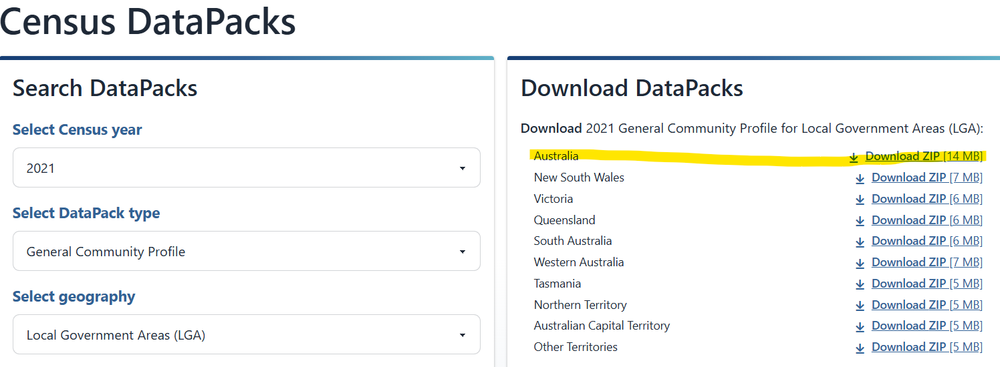 Census DataPacks
Search DataPacks
Select Census year
2021
Select DataPack type
General Community Profile
Select geography
Local Government Areas (LGA)
Download DataPacks
Download 2021 General Community Profile for Local Government Areas (LGA):
Australia Download ZIP [14 MB]
New South Wales Download ZIP [7 MB]
Victoria Download ZIP [6 MB]
Queensland Download ZIP [6 MB]
South Australia Download ZIP [6 MB]
Western Australia Download ZIP [7 MB]
Tasmania Download ZIP [5 MB]
Northern Territory Download ZIP [5 MB]
Australian Capital Territory Download ZIP [5 MB]
Other Territories Download ZIP [5 MB]